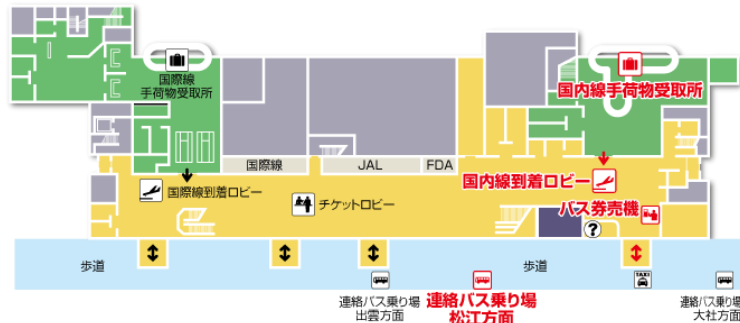 国際線
手荷物受取所
国内線手荷物受取所
国際線
JAL
FDA
国際線到着ロビー
チケットロビー
国内線到着ロビー
バス券売機
?
歩道
歩道
TAXI
連絡バス乗り場
出雲方面
連絡バス乗り場
松江方面
連絡バス乗り場
大社方面